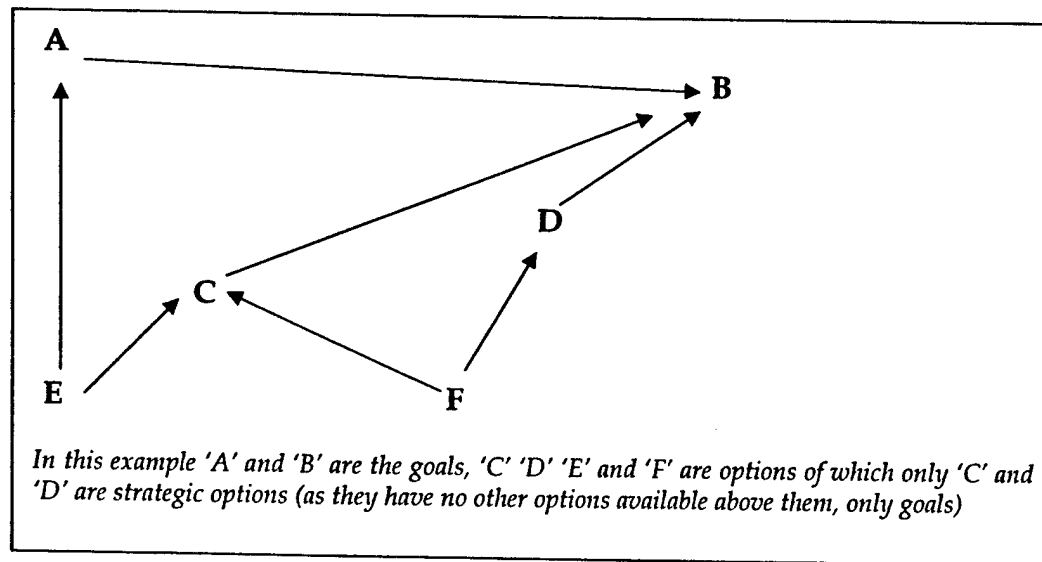 A
B
D
C
E
F
In this example 'A' and 'B' are the goals, 'C' 'D' 'E' and 'F' are options of which only 'C' and
'D' are strategic options (as they have no other options available above them, only goals)